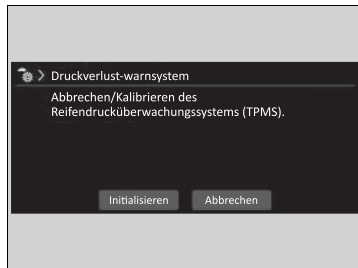 Druckverlust-warnsystem
Abbrechen/Kalibrieren des
Reifendrucküberwachungssystems (TPMS).
Initialisieren
Abbrechen